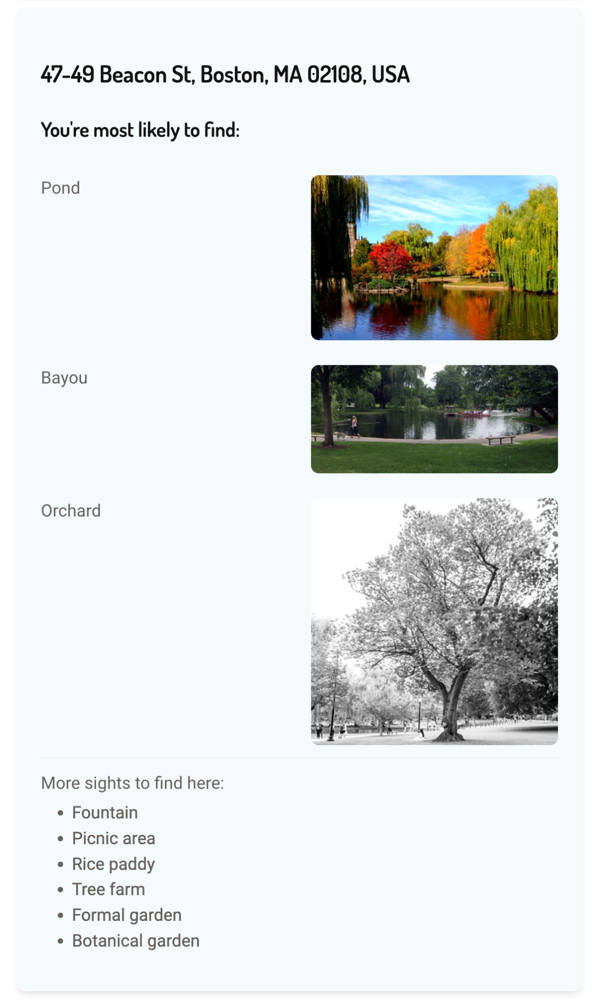 47-49 Beacon St, Boston, MA 02108, USA
You're most likely to find:
Pond
Bayou
Orchard
More sights to find here:
• Fountain
• Picnic area
• Rice paddy
• Tree farm
• Formal garden
• Botanical garden